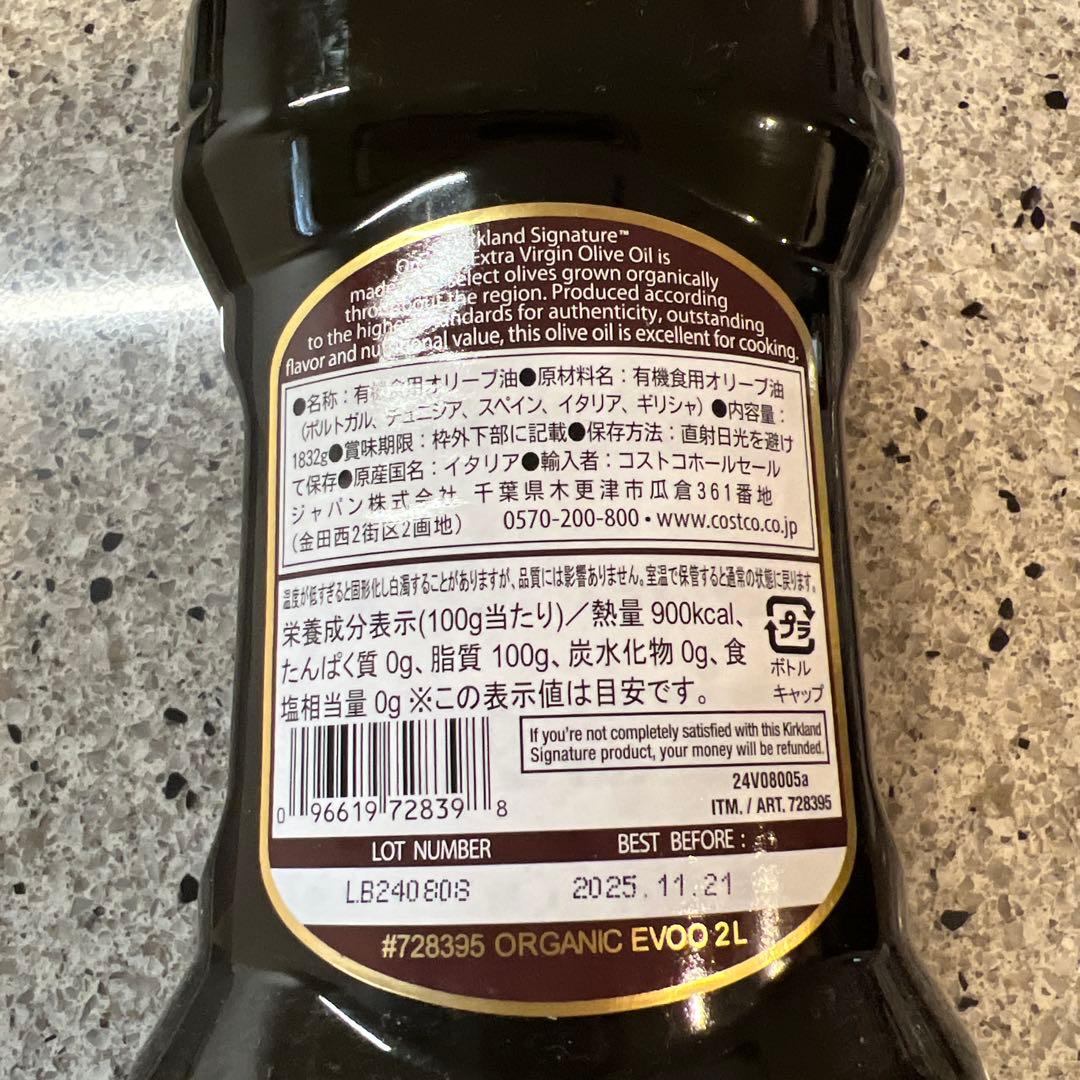 kland Signature™
Extra Virgin Olive Oil is
made select olives grown organically
the region. Produced according
to the highest standards for authenticity, outstanding
flavor and nutritional value, this olive oil is excellent for cooking.
●名称：有機食用オリーブ油●原材料名：有機食用オリーブ油
（ポルトガル、チュニジア、スペイン、イタリア、ギリシャ）●内容量：
1832g●賞味期限：枠外下部に記載●保存方法：直射日光を避け
て保存●原産国名：イタリア●輸入者：コストコホールセール
ジャパン株式会社 千葉県木更津市瓜倉361番地
（金田西2街区2画地） 0570-200-800・www.costco.co.jp
温度が低すぎると固形化し白濁することがありますが、品質には影響ありません。室温で保管すると通常の状態に戻ります。
栄養成分表示(100g当たり)／熱量 900kcal、
たんぱく質 0g、脂質 100g、炭水化物 0g、食
塩相当量 0g ※この表示値は目安です。
プラ
ボトル
キャップ
If you're not completely satisfied with this Kirkland
Signature product, your money will be refunded.
24V08005a
ITM. / ART. 728395
0 96619 72839 8
LOT NUMBER BEST BEFORE :
LB240808 2025.11.21
#728395 ORGANIC EVOO 2L